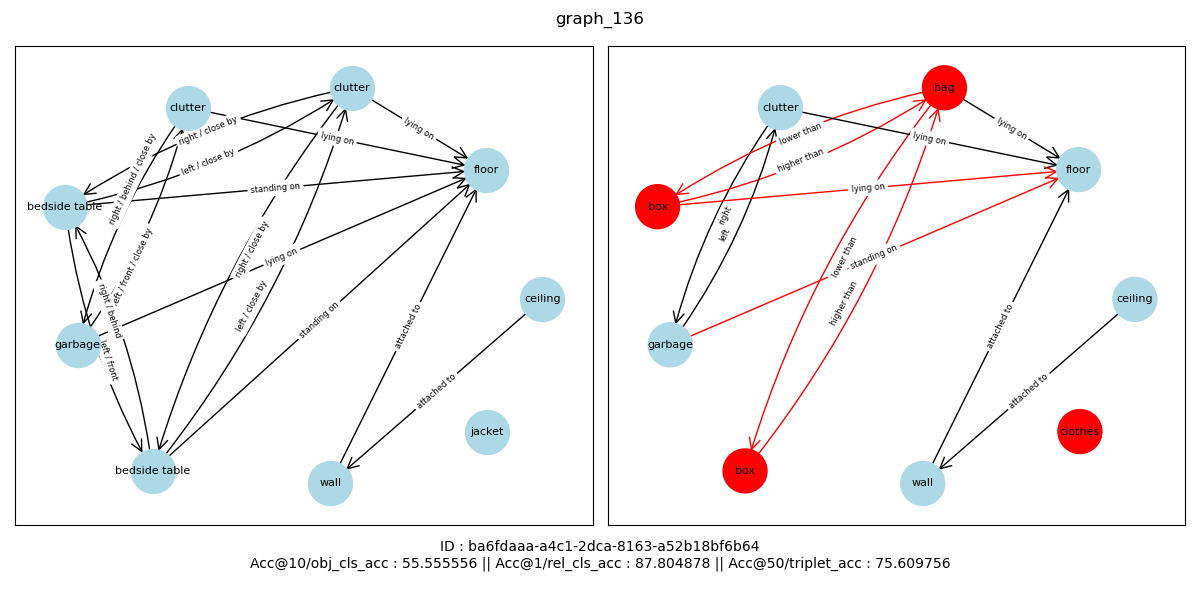 graph_136
clutter
clutter
floor
bedside table
ceiling
garbage
jacket
bedside table
wall
right / close by
left / close by
lying on
lying on
standing on
right / behind / close by
left / front / close by
right / close by
left / close by
lying on
standing on
attached to
attached to
right / behind
left / front
bag
clutter
floor
box
ceiling
garbage
clothes
box
wall
lower than
higher than
lying on
lying on
lying on
right
left
lower than
higher than
standing on
attached to
attached to
ID : ba6fdaaa-a4c1-2dca-8163-a52b18bf6b64
Acc@10/obj_cls_acc : 55.555556 || Acc@1/rel_cls_acc : 87.804878 || Acc@50/triplet_acc : 75.609756